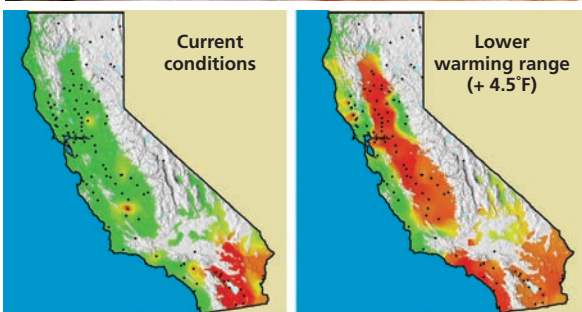 Current
conditions
Lower
warming range
(+ 4.5˚F)